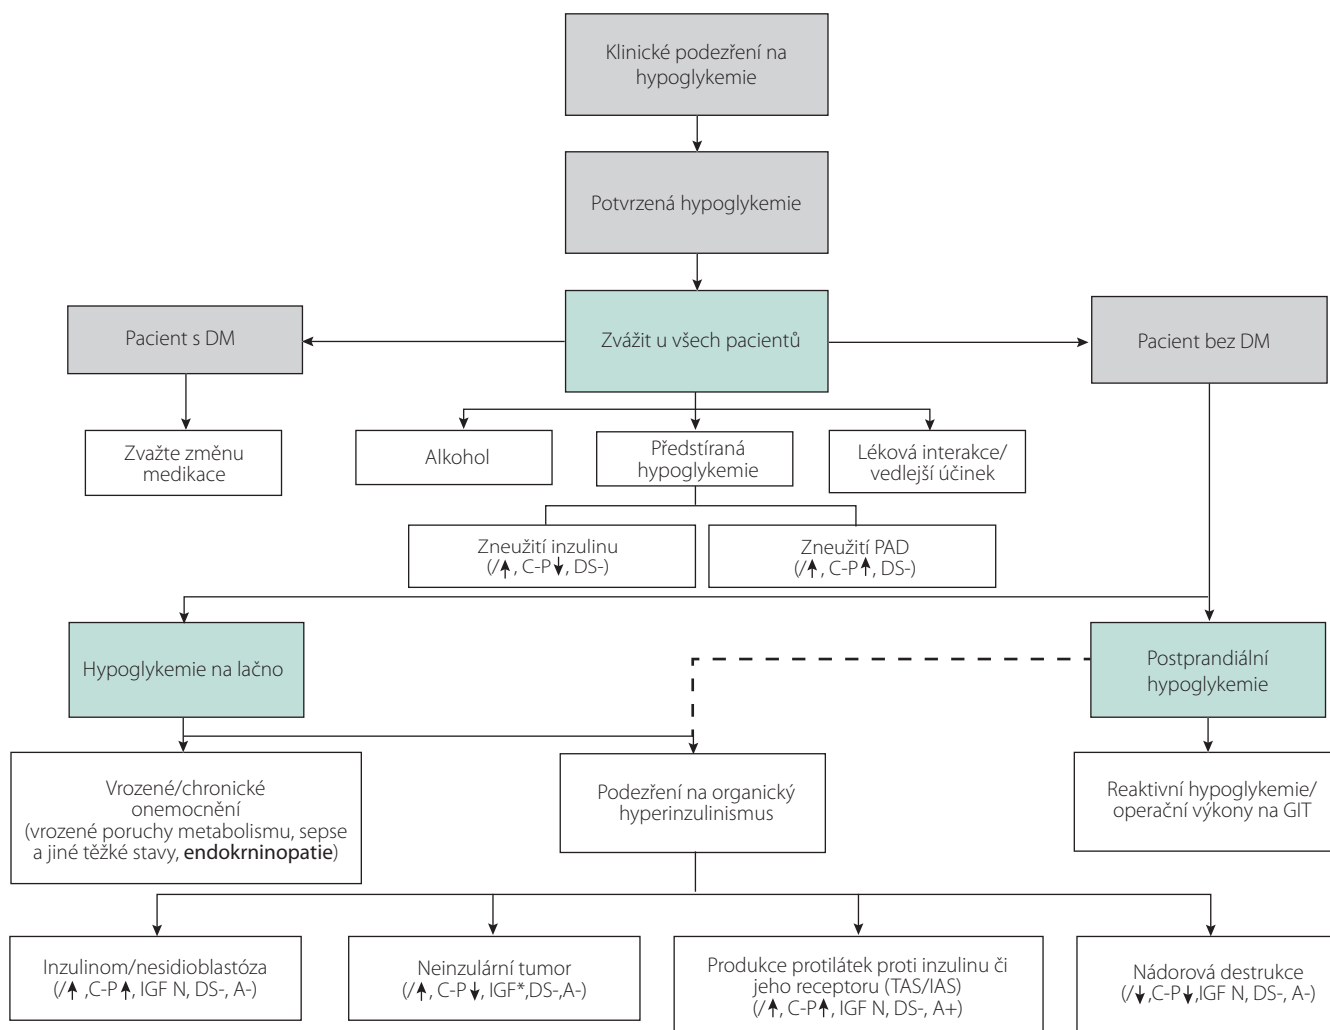 Klinické podezření na
hypoglykemie
Potvrzená hypoglykemie
Pacient s DM
Zvážit u všech pacientů
Pacient bez DM
Zvažte změnu
medikace
Alkohol
Předstíraná
hypoglykemie
Léková interakce/
vedlejší účinek
Zneužití inzulinu
(/↑, C-P↓, DS-)
Zneužití PAD
(/↑, C-P↑, DS-)
Hypoglykemie na lačno
Postprandiální
hypoglykemie
Vrozené/chronické
onemocnění
(vrozené poruchy metabolismu, sepse
a jiné těžké stavy, endokrninopatie)
Podezření na organický
hyperinzulinismus
Reaktivní hypoglykemie/
operační výkony na GIT
Inzulinom/nesidioblastóza
(/↑ ,C-P↑, IGF N, DS-, A-)
Neinzulární tumor
(/↑, C-P↓, IGF*,DS-,A-)
Produkce protilátek proti inzulinu či
jeho receptoru (TAS/IAS)
(/↑, C-P↑, IGF N, DS-, A+)
Nádorová destrukce
(/↓,C-P↓,IGF N, DS-, A-)